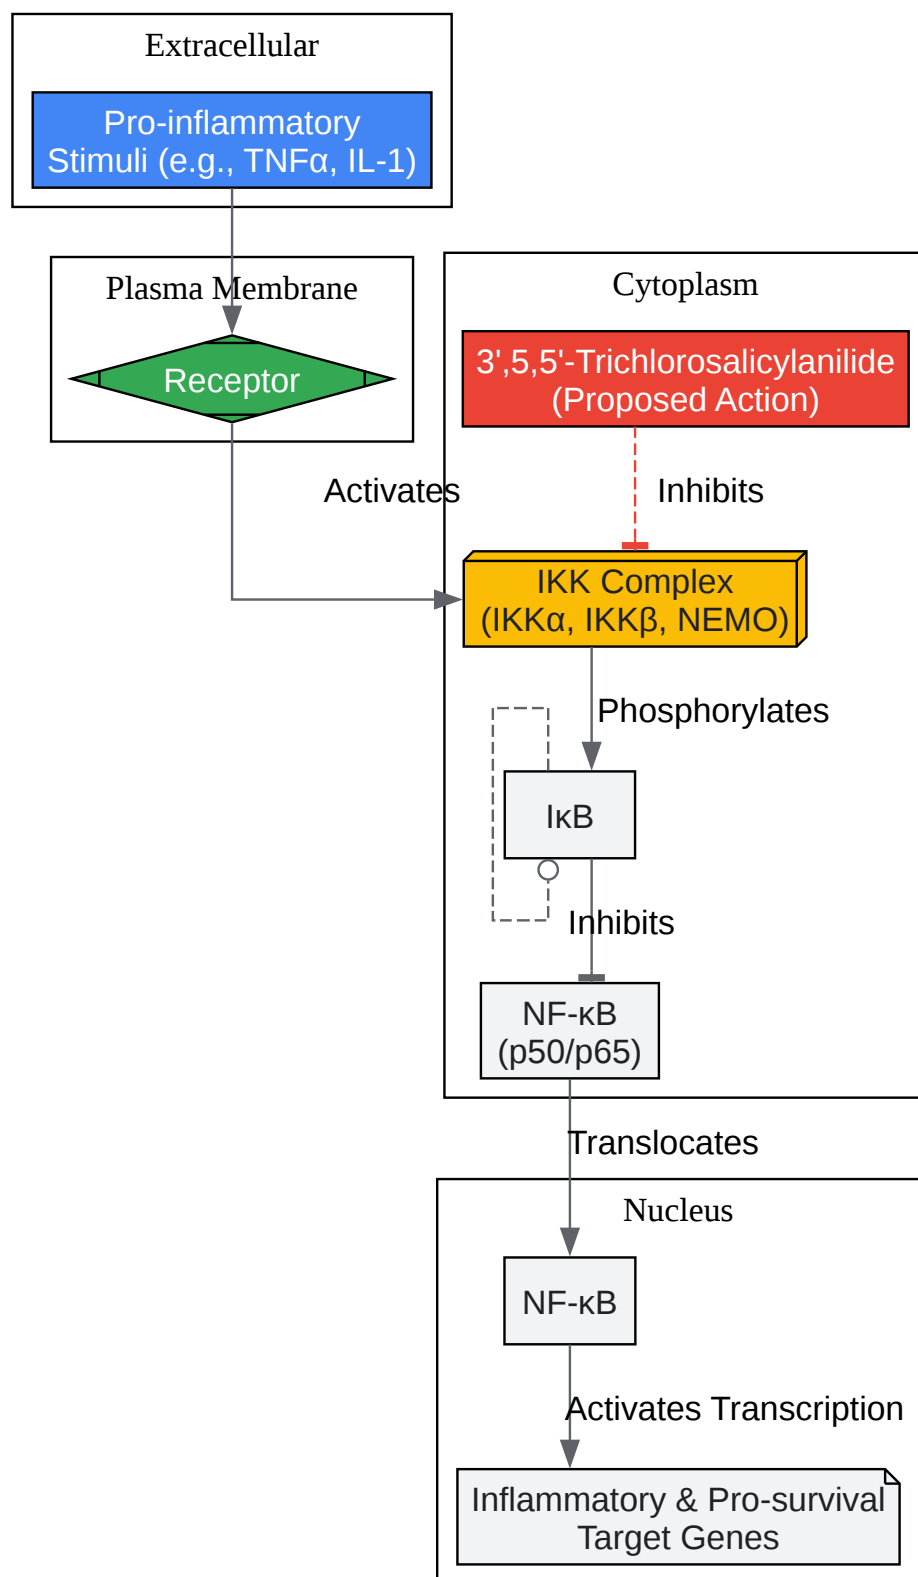 Extracellular
Pro-inflammatory
Stimuli (e.g., TNFα, IL-1)
Plasma Membrane
Receptor
Cytoplasm
3',5,5'-Trichlorosalicylanilide
(Proposed Action)
Activates
Inhibits
IKK Complex
(IKKα, IKKβ, NEMO)
Phosphorylates
IκB
Inhibits
NF-κB
(p50/p65)
Translocates
Nucleus
NF-κB
Activates Transcription
Inflammatory & Pro-survival
Target Genes